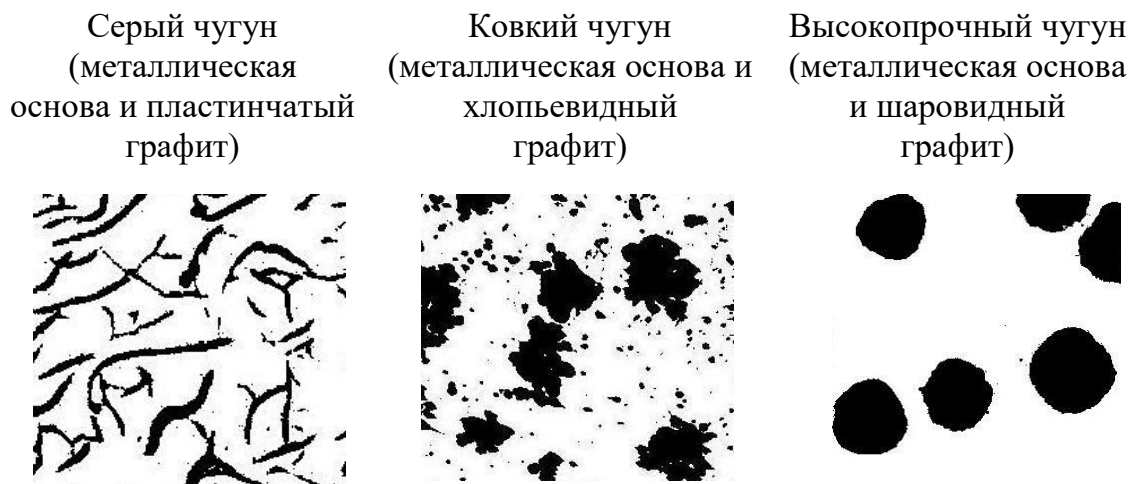 Серый чугун
(металлическая
основа и пластинчатый
графит)
Ковкий чугун
(металлическая основа и
хлопьевидный
графит)
Высокопрочный чугун
(металлическая основа
и шаровидный
графит)